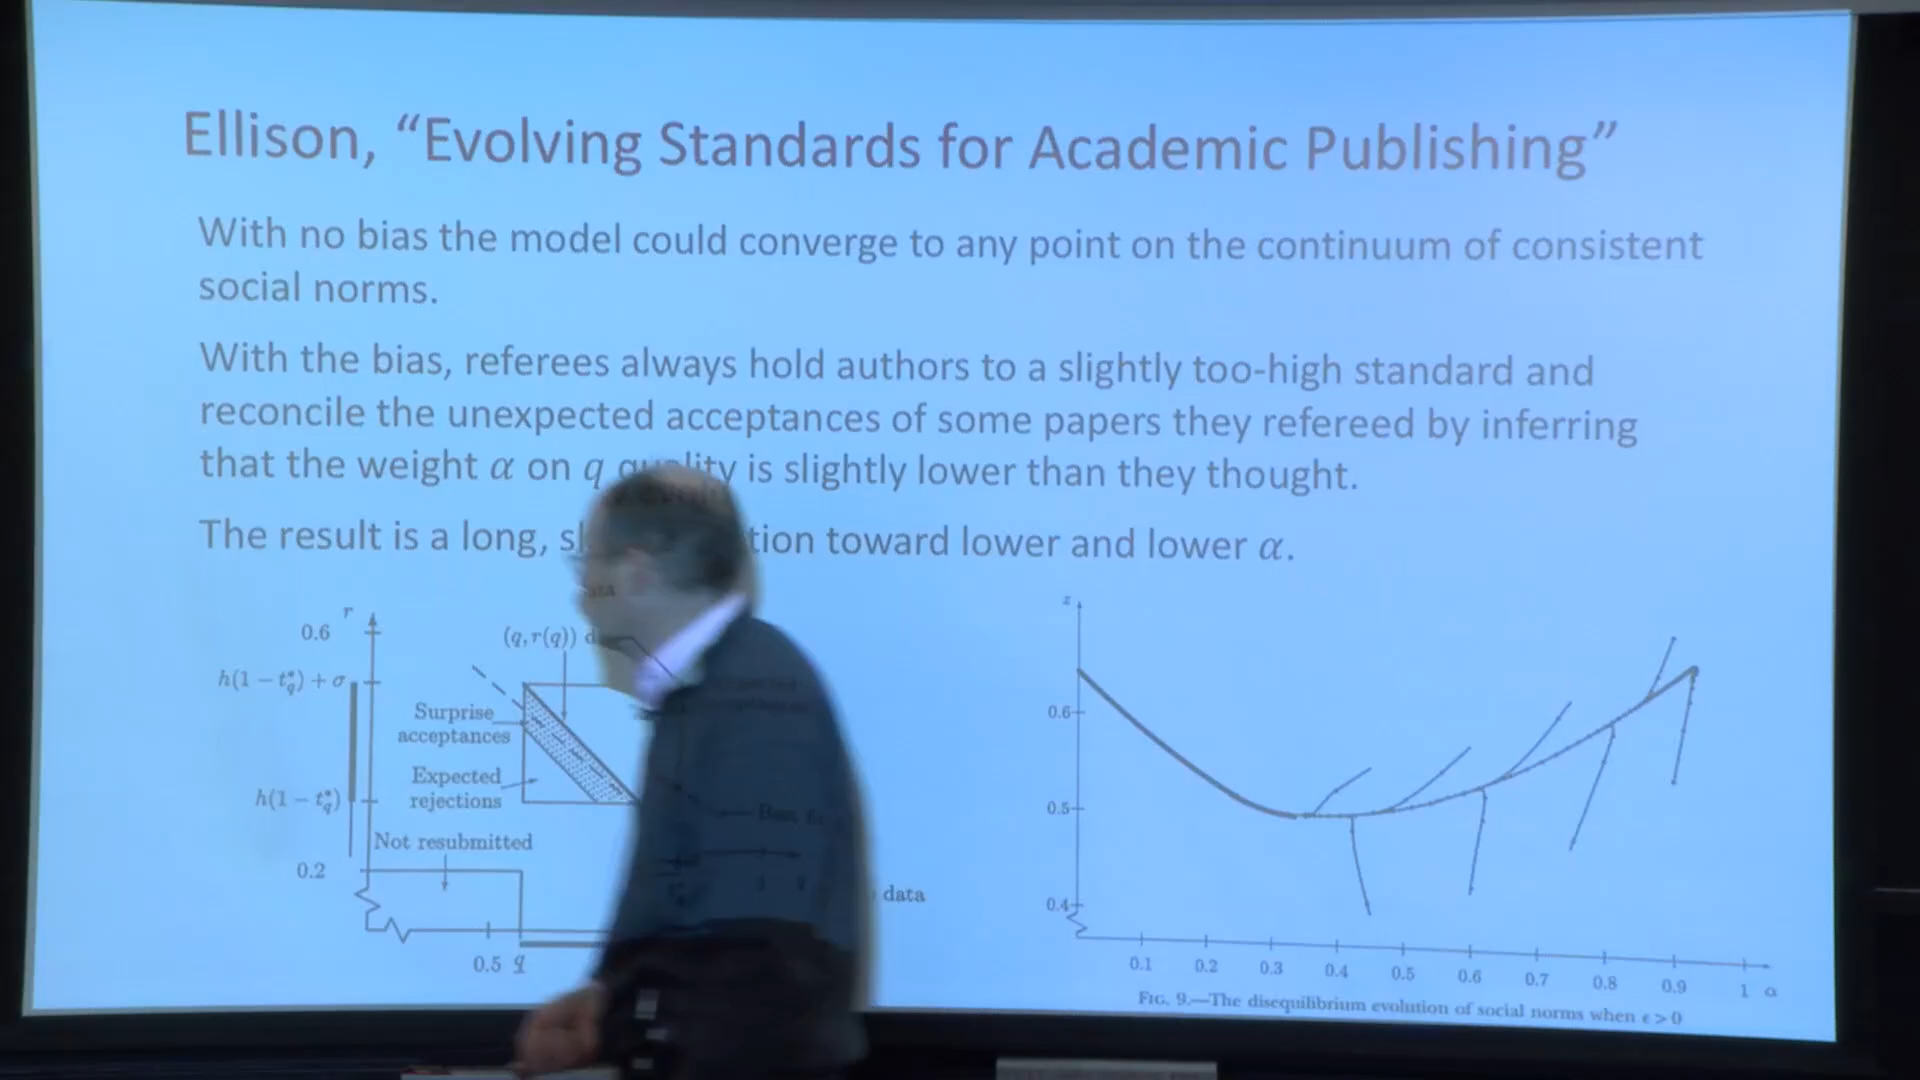 Ellison, “Evolving Standards for Academic Publishing”
With no bias the model could converge to any point on the continuum of consistent
social norms.
With the bias, referees always hold authors to a slightly too-high standard and
reconcile the unexpected acceptances of some papers they refereed by inferring
that the weight α on q quality is slightly lower than they thought.
The result is a long, toward lower and lower α.
r
0.6
h(1 − t*q) + σ
(q, r(q))
Surprise
acceptances
Expected
rejections
h(1 − t*q)
Not resubmitted
0.2
data
0.5 q
z
0.6
0.5
0.4
0.1 0.2 0.3 0.4 0.5 0.6 0.7 0.8 0.9 1 α
FIG. 9.—The disequilibrium evolution of social norms when ϵ > 0